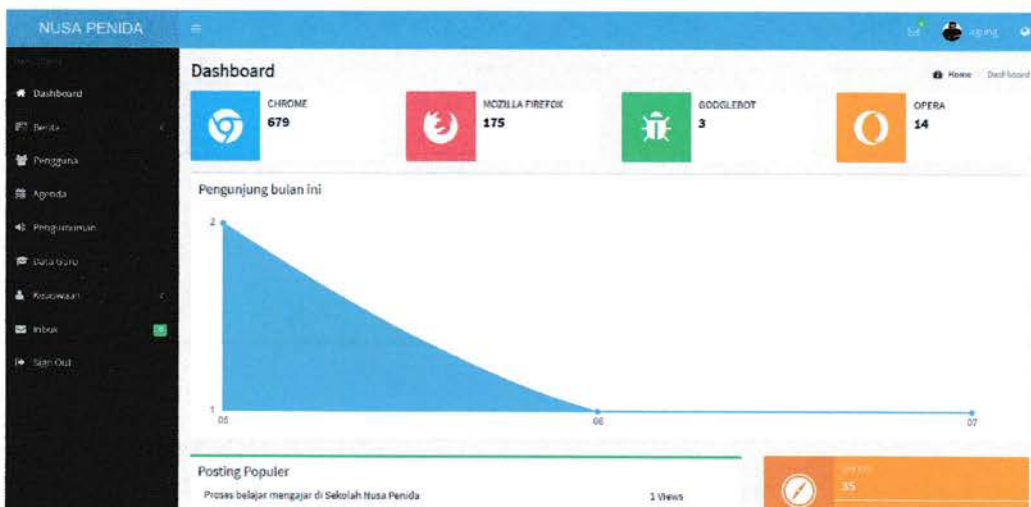 NUSA PENIDA
agung
Dashboard
Home Dashboard
CHROME
679
MOZILLA FIREFOX
175
GOOGLEBOT
3
OPERA
14
Dashboard
Berita
Pengguna
Agenda
Pengumuman
Data Guru
Kesiswaan
Inbox
Sign Out
Pengunjung bulan ini
2
1
05
06
07
Posting Populer
Proses belajar mengajar di Sekolah Nusa Penida
1 Views
35